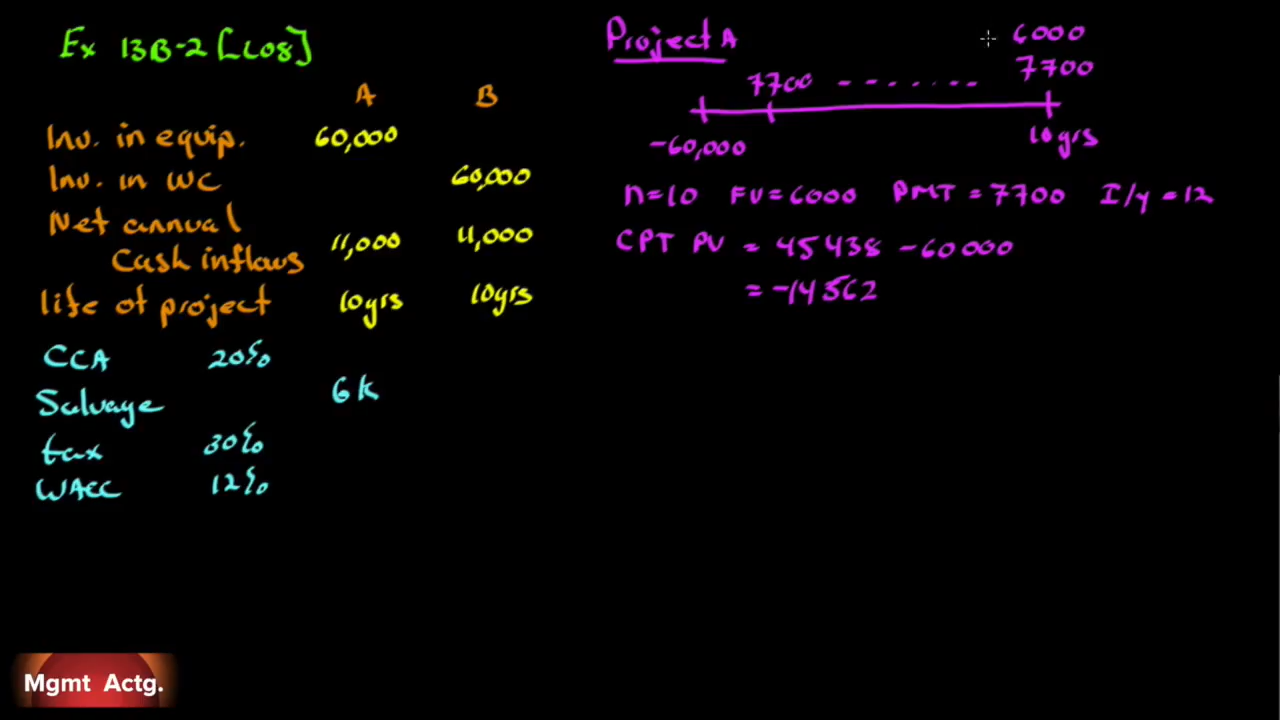 Ex 13B-2 [LO8]
A B
Inv. in equip. 60,000
Inv. in WC 60,000
Net annual
Cash inflows 11,000 11,000
life of project 10yrs 10yrs
CCA 20%
Salvage 6k
tax 30%
WACC 12%
Project A
6000
7700 - - - - - - - 7700
-60,000 10yrs
n=10 FV=6000 PMT=7700 I/y=12
CPT PV = 45438 -60000
= -14562
Mgmt Actg.